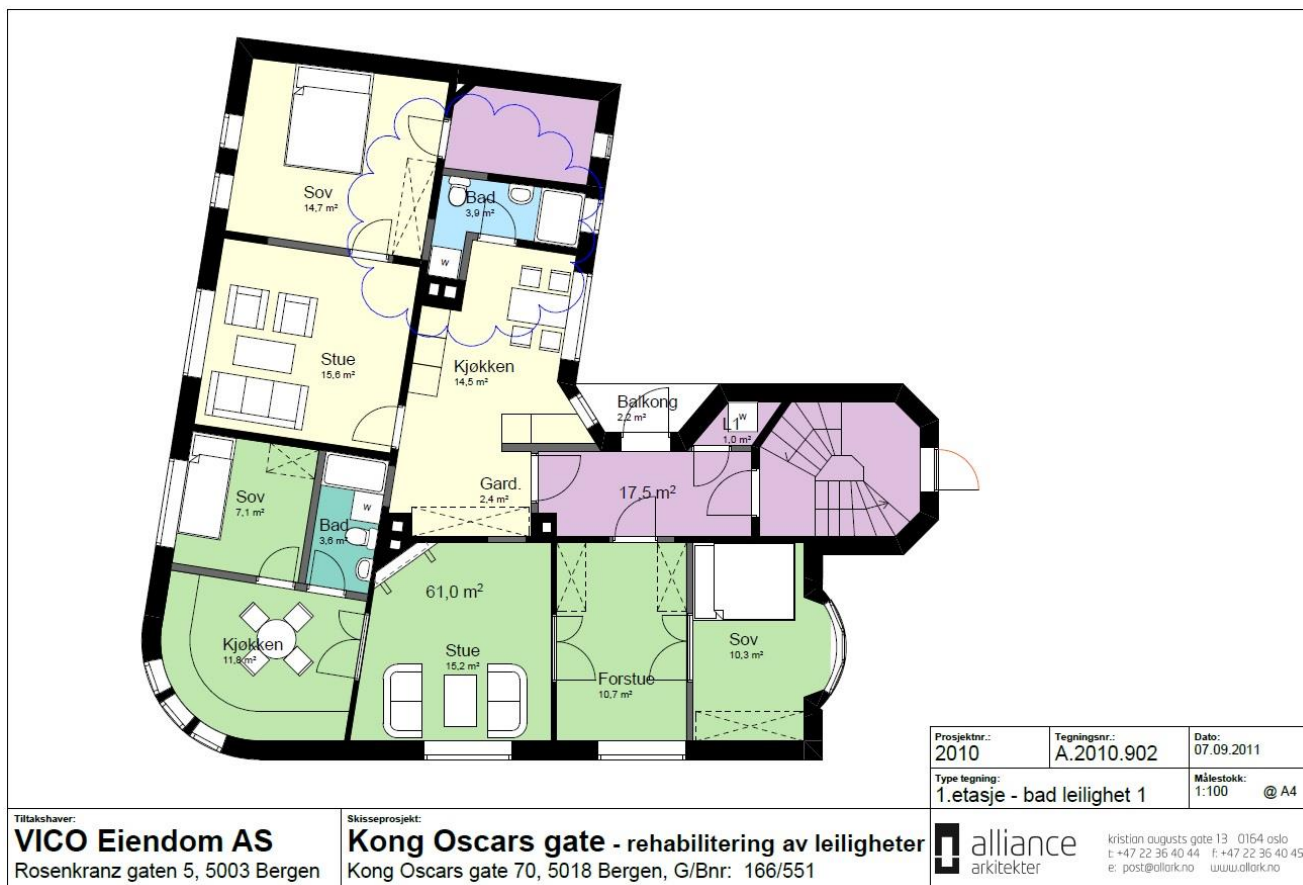 Sov
14,7 m²
Bad
3,9 m²
W
Stue
15,6 m²
Kjøkken
14,5 m²
Balkong
2,2 m²
W
L1
1,0 m²
Sov
7,1 m²
Bad
3,6 m²
W
Gard.
2,4 m²
17,5 m²
61,0 m²
Kjøkken
11,8 m²
Stue
15,2 m²
Forstue
10,7 m²
Sov
10,3 m²
Prosjektnr.: Tegningsnr.: Dato:
2010 A.2010.902 07.09.2011
Type tegning: Målestokk:
1.etasje - bad leilighet 1 1:100 @ A4
Tiltakshaver:
VICO Eiendom AS
Rosenkranz gaten 5, 5003 Bergen
Skisseprosjekt:
Kong Oscars gate - rehabilitering av leiligheter
Kong Oscars gate 70, 5018 Bergen, G/Bnr: 166/551
alliance
arkitekter
kristian augusts gate 13 0164 oslo
t: +47 22 36 40 44 f: +47 22 36 40 45
e: post@allark.no www.allark.no